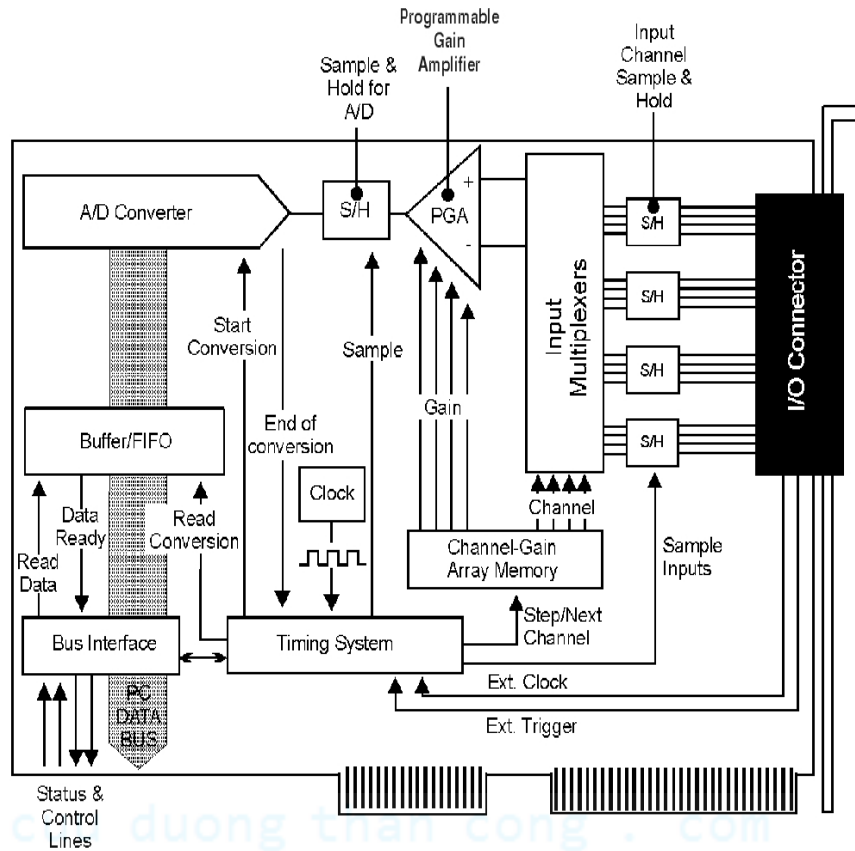 Programmable
Gain
Amplifier
Sample &
Hold for
A/D
Input
Channel
Sample &
Hold
A/D Converter
S/H
PGA
+
-
Input
Multiplexers
S/H
S/H
S/H
S/H
I/O Connector
Start
Conversion
Sample
Gain
End of
conversion
Buffer/FIFO
Clock
Channel
Data
Ready
Read
Conversion
Read
Data
Channel-Gain
Array Memory
Sample
Inputs
Bus Interface
Timing System
Step/Next
Channel
Ext. Clock
Ext. Trigger
PC
DATA
BUS
Status &
Control
Lines
cuu duong than cong . com